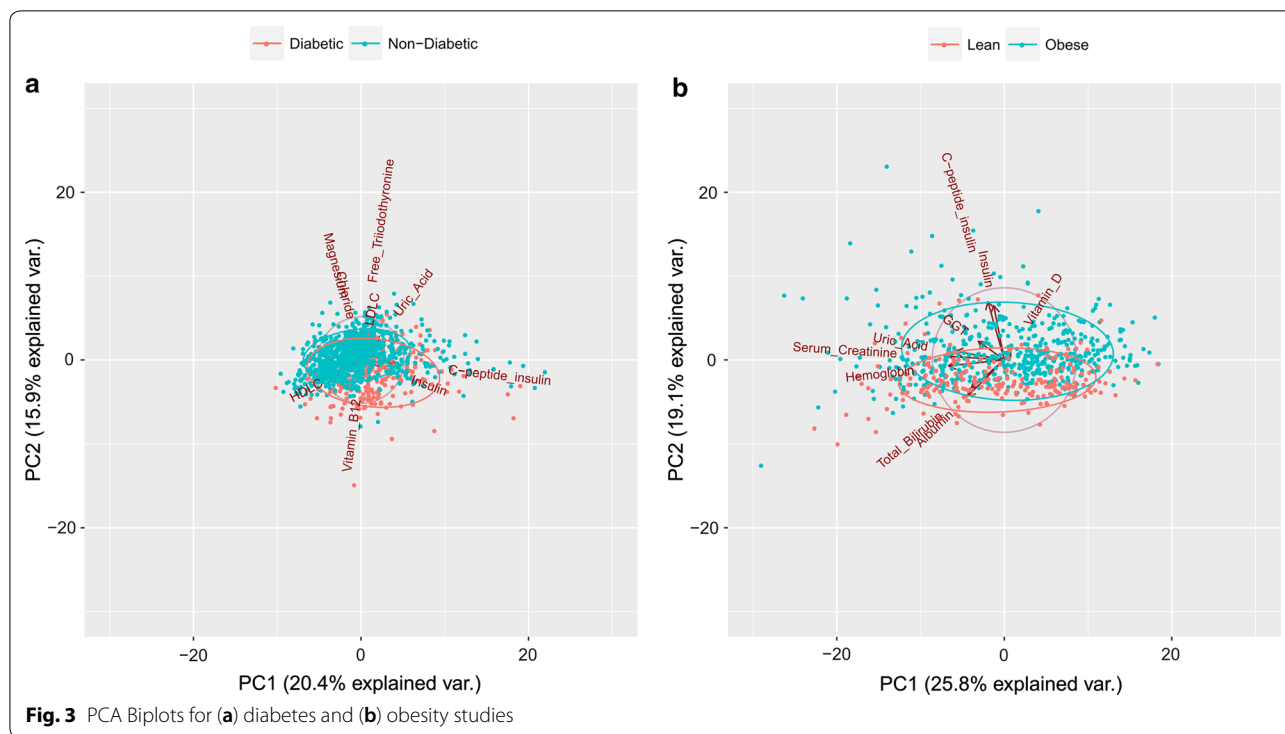 Diabetic Non−Diabetic
Lean Obese
a
b
20
0
−20
PC2 (15.9% explained var.)
Magnesium
Chloride
LDLC
Free_Triiodothyronine
Uric_Acid
HDLC
Vitamin_B12
Insulin
C−peptide_insulin
−20 0 20
PC1 (20.4% explained var.)
20
0
−20
PC2 (19.1% explained var.)
C−peptide_insulin
Insulin
Vitamin_D
GGT
Uric_Acid
Serum_Creatinine
Hemoglobin
Total_Bilirubin
Albumin
−20 0 20
PC1 (25.8% explained var.)
Fig. 3 PCA Biplots for (a) diabetes and (b) obesity studies